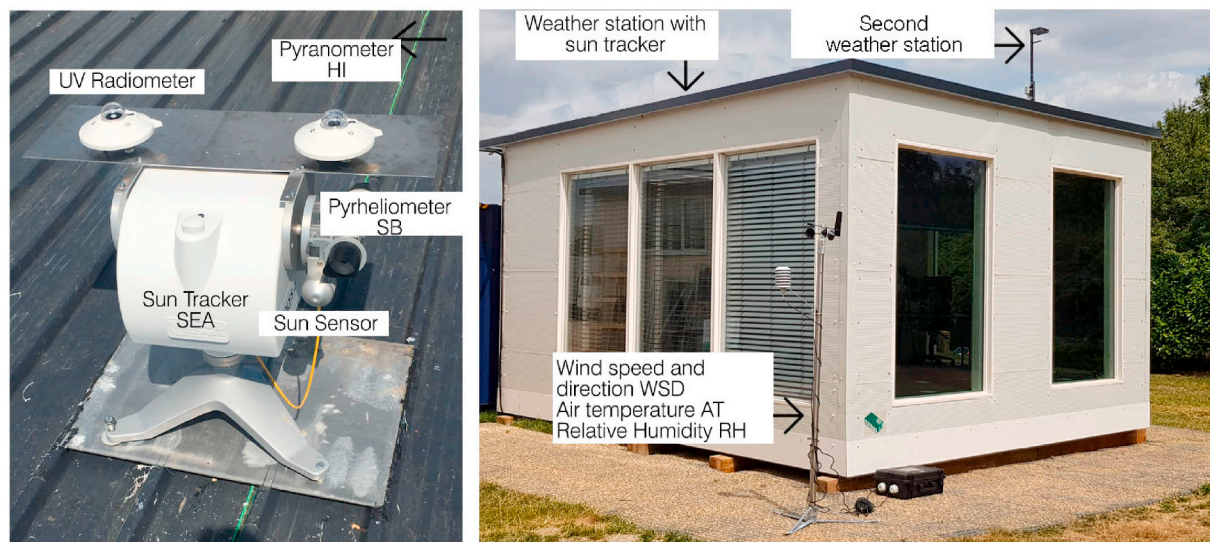 Pyranometer
HI
UV Radiometer
Pyrheliometer
SB
Sun Tracker
SEA
Sun Sensor
Weather station with
sun tracker
Second
weather station
Wind speed and
direction WSD
Air temperature AT
Relative Humidity RH